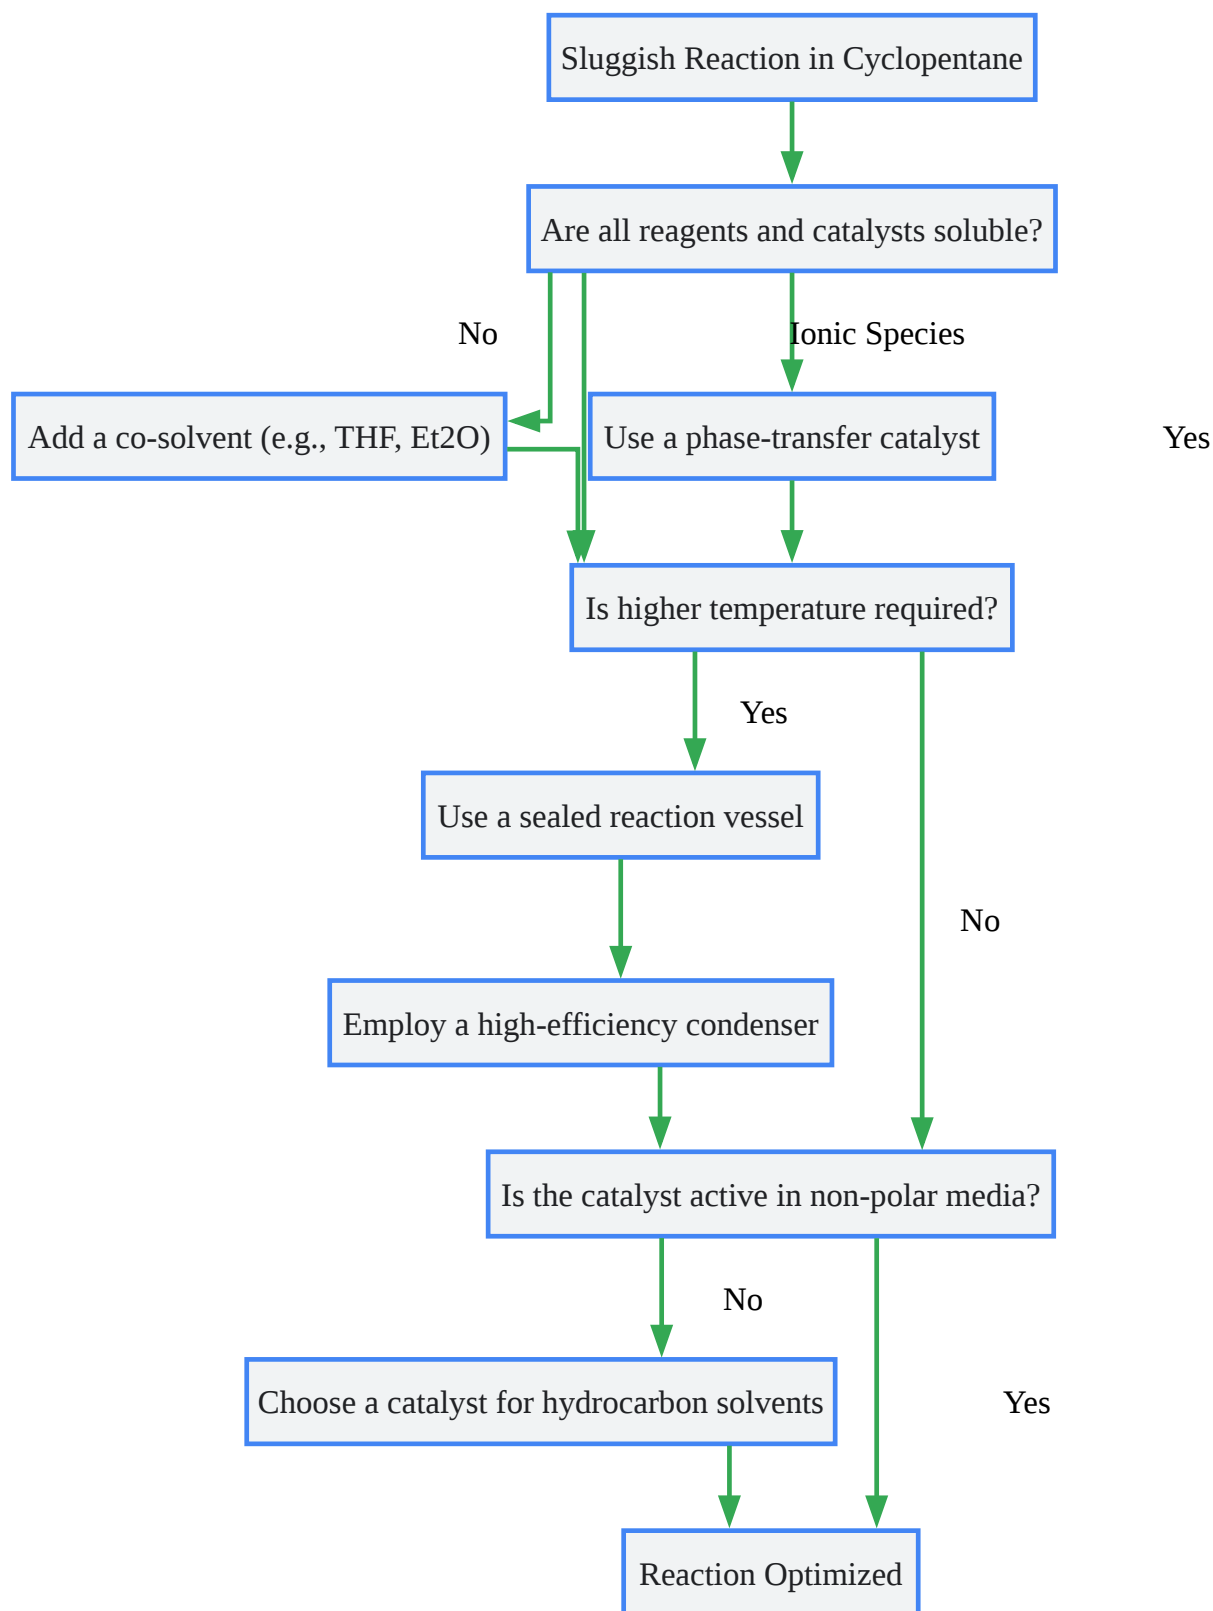 Sluggish Reaction in Cyclopentane
Are all reagents and catalysts soluble?
No
Ionic Species
Add a co-solvent (e.g., THF, Et2O)
Use a phase-transfer catalyst
Yes
Is higher temperature required?
Yes
Use a sealed reaction vessel
No
Employ a high-efficiency condenser
Is the catalyst active in non-polar media?
No
Choose a catalyst for hydrocarbon solvents
Yes
Reaction Optimized